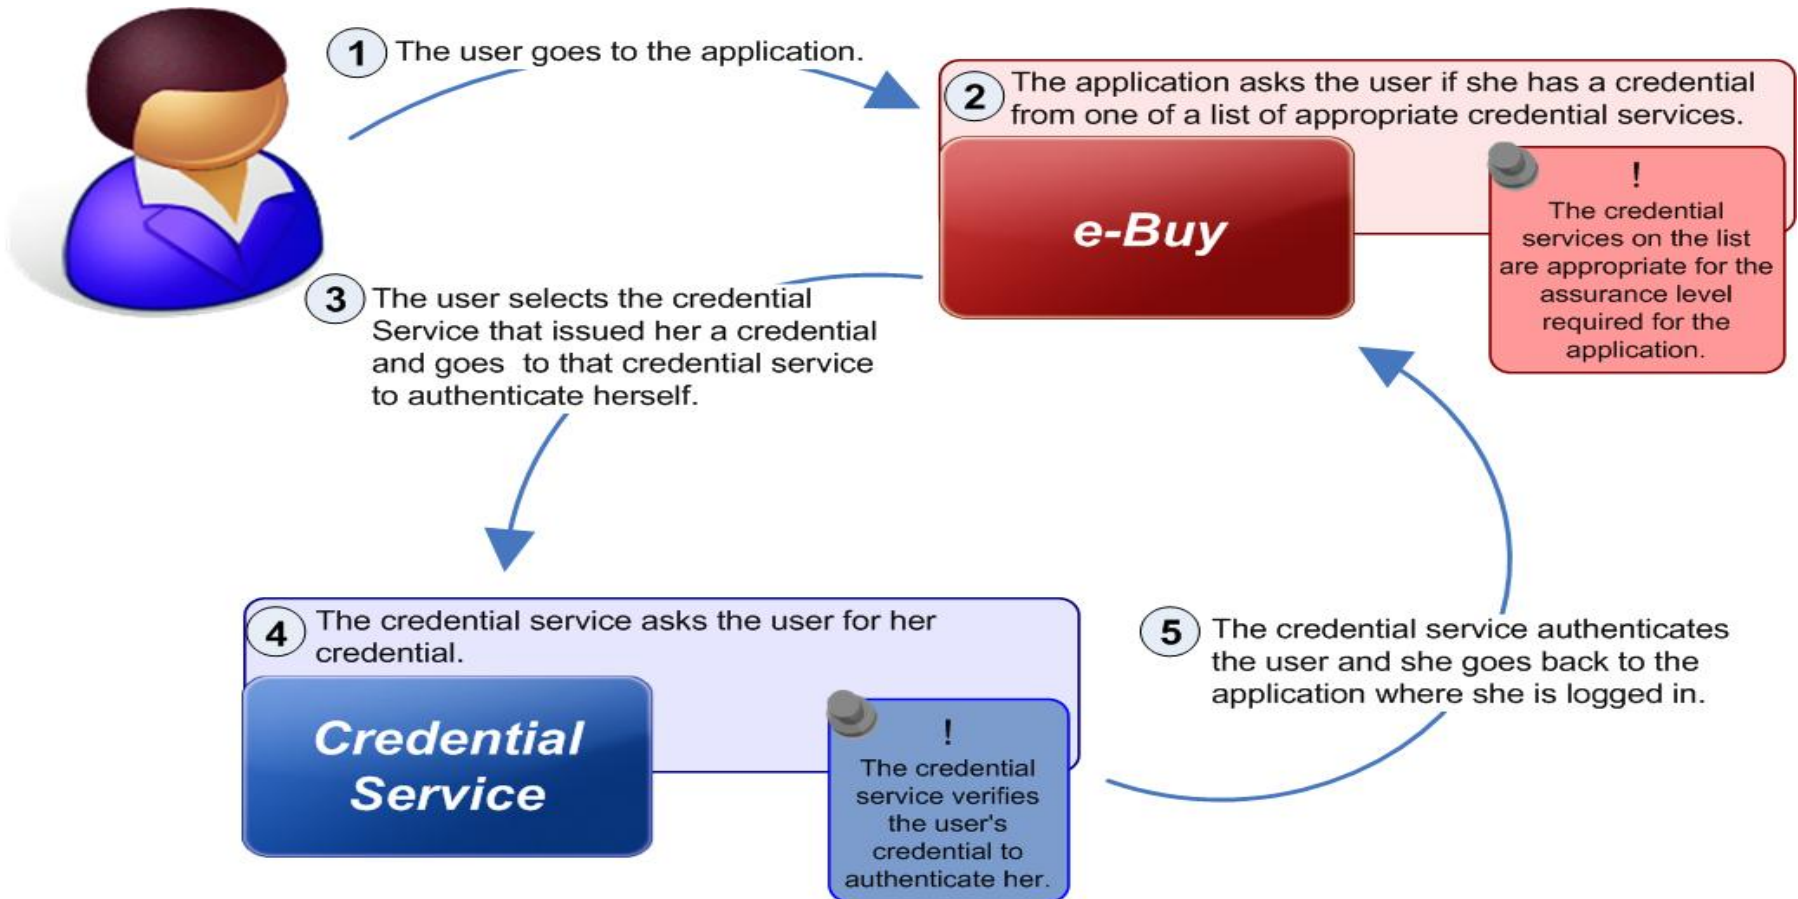 1 The user goes to the application.
2 The application asks the user if she has a credential
from one of a list of appropriate credential services.
e-Buy
!
The credential
services on the list
are appropriate for the
assurance level
required for the
application.
3 The user selects the credential
Service that issued her a credential
and goes to that credential service
to authenticate herself.
4 The credential service asks the user for her
credential.
Credential
Service
!
The credential
service verifies
the user's
credential to
authenticate her.
5 The credential service authenticates
the user and she goes back to the
application where she is logged in.